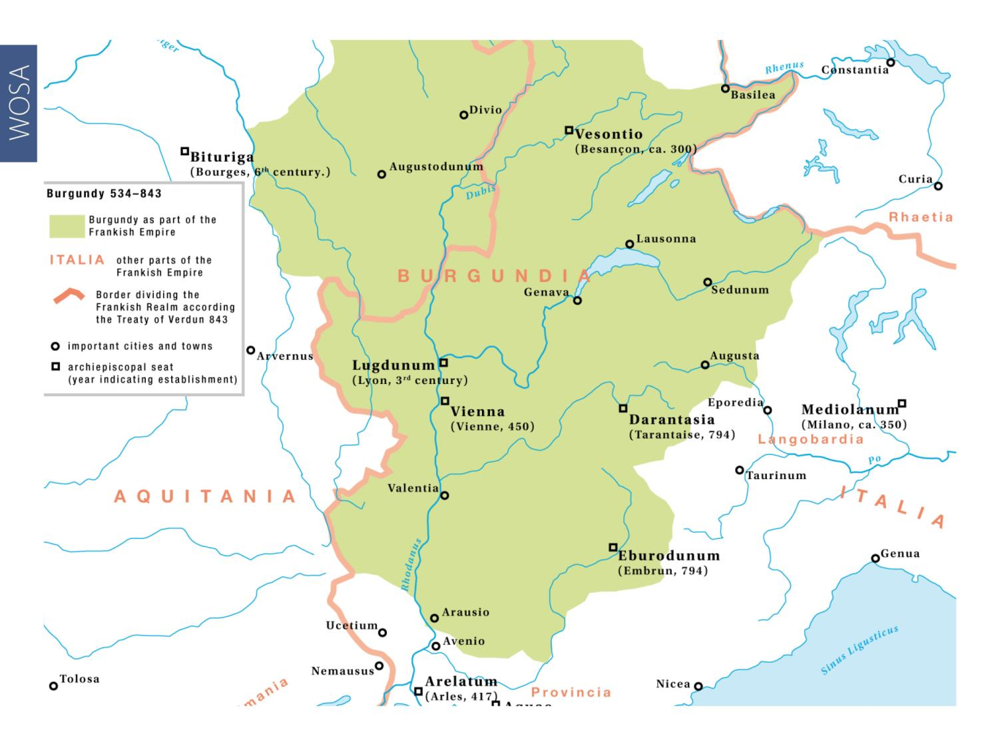 WOSA
Rhenus
Constantia
Basilea
Divio
Vesontio
(Besançon, ca. 300)
Bituriga
(Bourges, 6th century.)
Augustodunum
Dubis
Curia
Rhaetia
Burgundy 534–843
Burgundy as part of the
Frankish Empire
ITALIA other parts of the
Frankish Empire
Border dividing the
Frankish Realm according
the Treaty of Verdun 843
important cities and towns
archiepiscopal seat
(year indicating establishment)
Lausonna
BURGUNDIA
Genava
Sedunum
Arvernus
Augusta
Lugdunum
(Lyon, 3rd century)
Vienna
(Vienne, 450)
Eporedia
Mediolanum
(Milano, ca. 350)
Darantasia
(Tarantaise, 794)
Langobardia
Po
Taurinum
Valentia
AQUITANIA
ITALIA
Rhodanus
Eburodunum
(Embrun, 794)
Genua
Arausio
Ucetium
Avenio
Sinus Ligusticus
Nemausus
Tolosa
Arelatum
(Arles, 417)
Provincia
Nicea